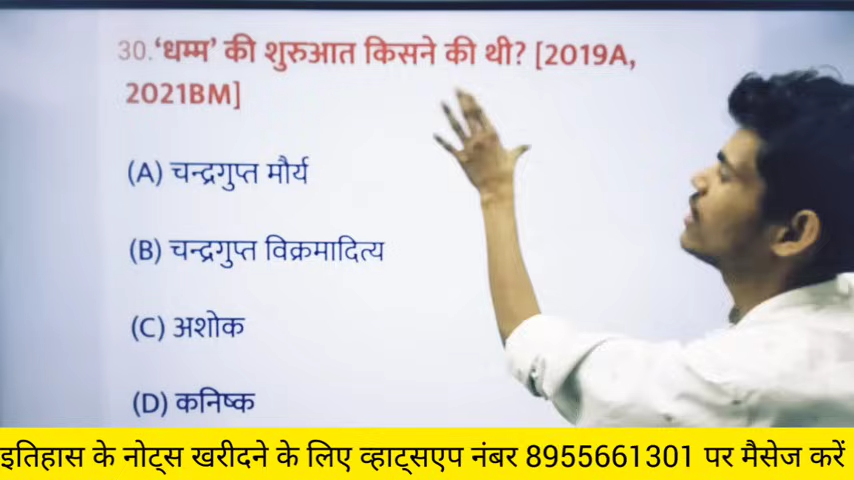 30.‘धम्म’ की शुरुआत किसने की थी? [2019A,
2021BM]
(A) चन्द्रगुप्त मौर्य
(B) चन्द्रगुप्त विक्रमादित्य
(C) अशोक
(D) कनिष्क
इतिहास के नोट्स खरीदने के लिए व्हाट्सएप नंबर 8955661301 पर मैसेज करें